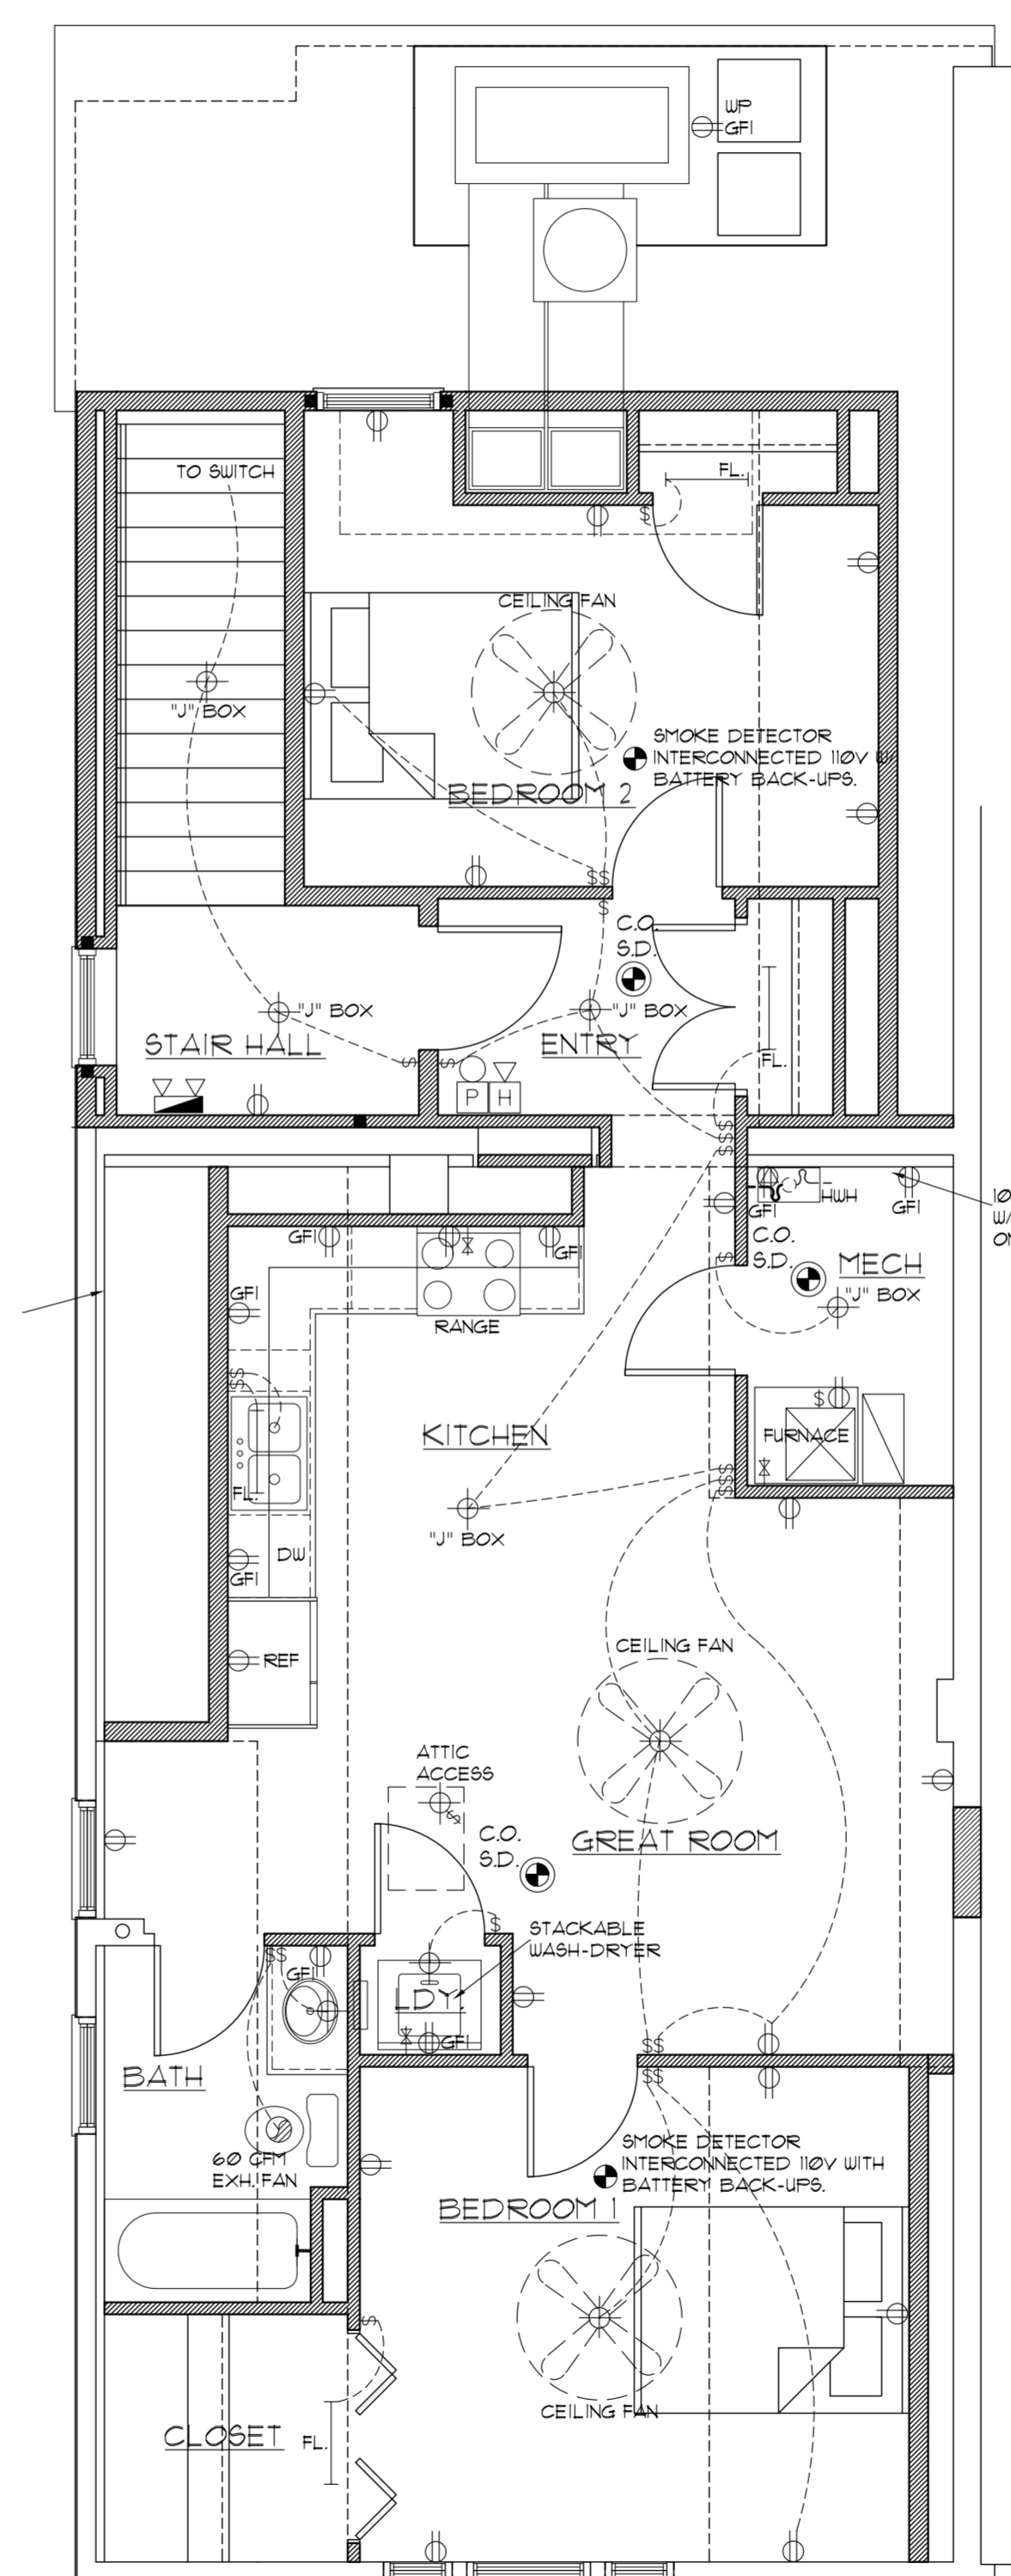 WP
GFI
TO SWITCH
FL.
$
CEILING FAN
"J" BOX
SMOKE DETECTOR
INTERCONNECTED 110V W/
BATTERY BACK-UPS.
BEDROOM 2
$$
$
C.O.
S.D.
"J" BOX
"J" BOX
STAIR HALL
ENTRY
$
$
FL.
P H
$
$
$
HWH
GFI
GFI
10
W/
ON
C.O.
S.D.
MECH
"J" BOX
$
GFI
GFI
GFI
RANGE
$
$
KITCHEN
$
FURNACE
FL.
$
$
$
"J" BOX
DW
GFI
REF
CEILING FAN
ATTIC
ACCESS
$
C.O.
S.D.
GREAT ROOM
$
STACKABLE
WASH-DRYER
$$
GFI
LDY.
GFI
$$
$$
BATH
60 CFM
EXH. FAN
SMOKE DETECTOR
INTERCONNECTED 110V WITH
BATTERY BACK-UPS.
BEDROOM 1
$
CEILING FAN
CLOSET
FL.